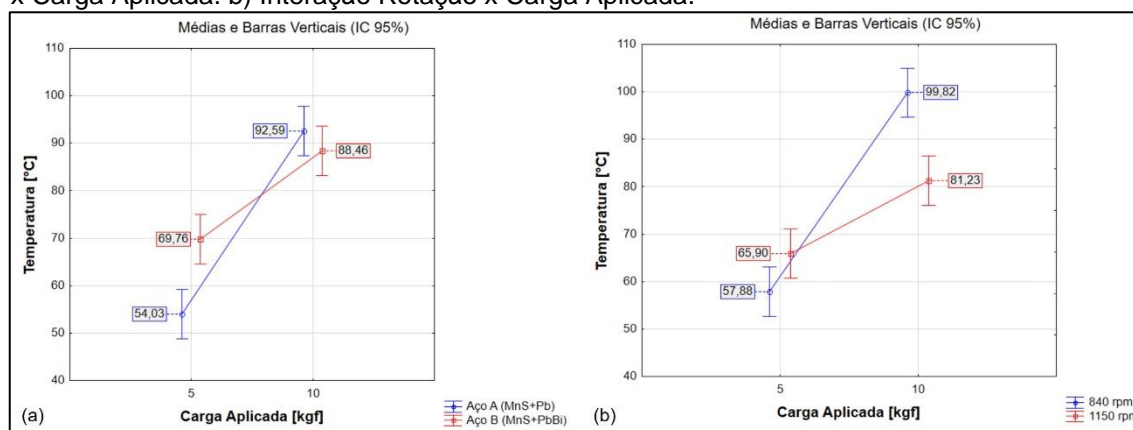 x Carga Aplicada. b) Interação Rotação x Carga Aplicada.
Médias e Barras Verticais (IC 95%)
110
100
90
80
70
60
50
40
Temperatura [°C]
92,59
88,46
69,76
54,03
5
10
Carga Aplicada [kgf]
(a)
Aço A (MnS+Pb)
Aço B (MnS+PbBi)
Médias e Barras Verticais (IC 95%)
110
100
90
80
70
60
50
40
Temperatura [°C]
99,82
81,23
65,90
57,88
5
10
Carga Aplicada [kgf]
(b)
840 rpm
1150 rpm